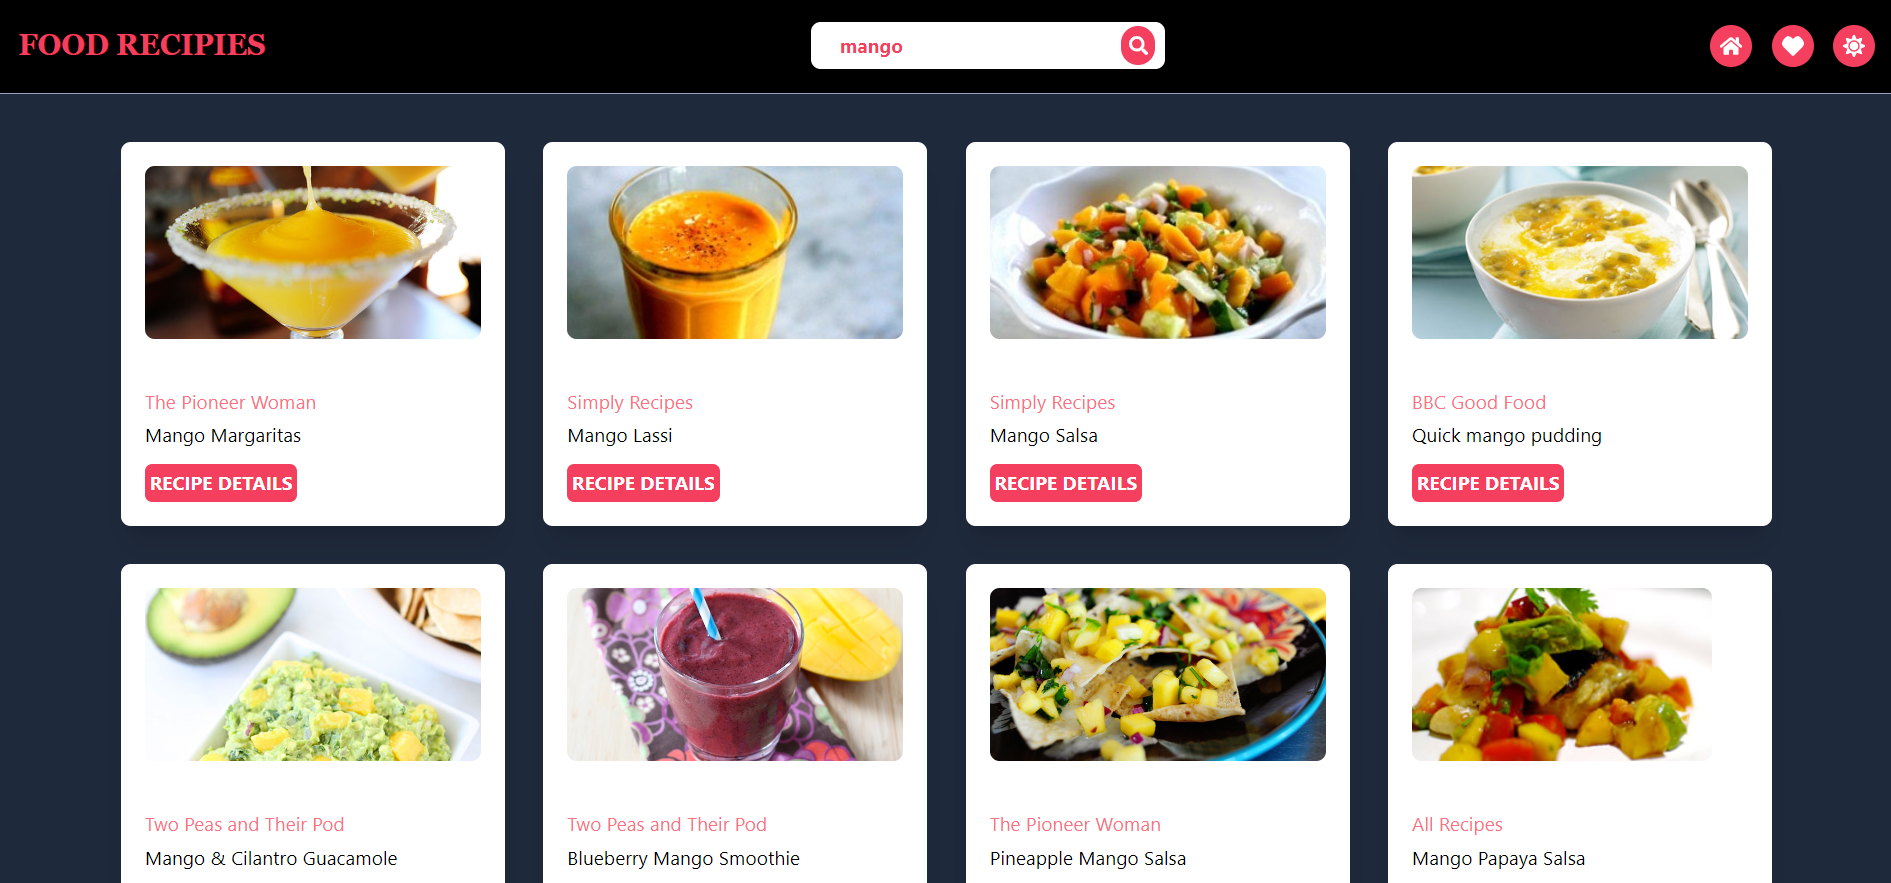 FOOD RECIPIES
mango
The Pioneer Woman
Mango Margaritas
RECIPE DETAILS
Simply Recipes
Mango Lassi
RECIPE DETAILS
Simply Recipes
Mango Salsa
RECIPE DETAILS
BBC Good Food
Quick mango pudding
RECIPE DETAILS
Two Peas and Their Pod
Mango & Cilantro Guacamole
Two Peas and Their Pod
Blueberry Mango Smoothie
The Pioneer Woman
Pineapple Mango Salsa
All Recipes
Mango Papaya Salsa